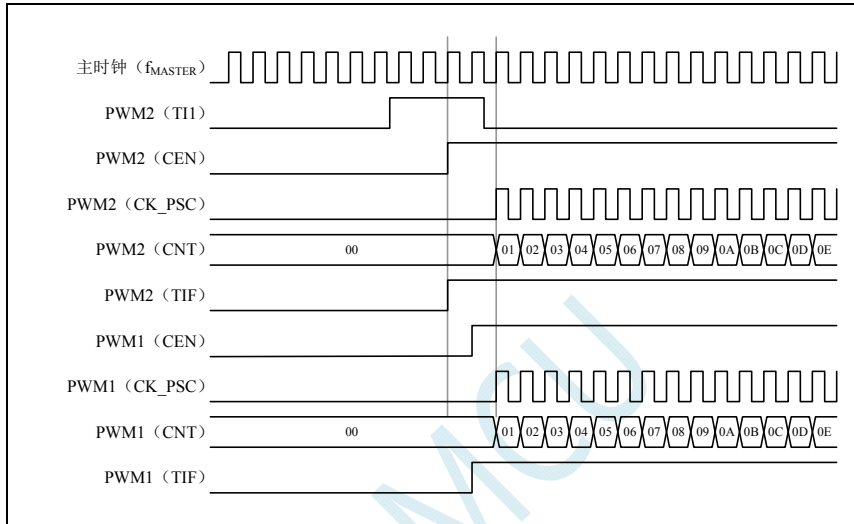 主时钟（fMASTER）
PWM2（TI1）
PWM2（CEN）
PWM2（CK_PSC）
PWM2（CNT） 00 01 02 03 04 05 06 07 08 09 0A 0B 0C 0D 0E
PWM2（TIF）
PWM1（CEN）
PWM1（CK_PSC）
PWM1（CNT） 00 01 02 03 04 05 06 07 08 09 0A 0B 0C 0D 0E
PWM1（TIF）
MCU